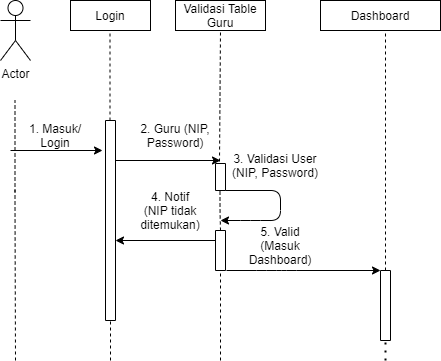 Login
Validasi Table
Guru
Dashboard
Actor
1. Masuk/
Login
2. Guru (NIP,
Password)
3. Validasi User
(NIP, Password)
4. Notif
(NIP tidak
ditemukan)
5. Valid
(Masuk
Dashboard)